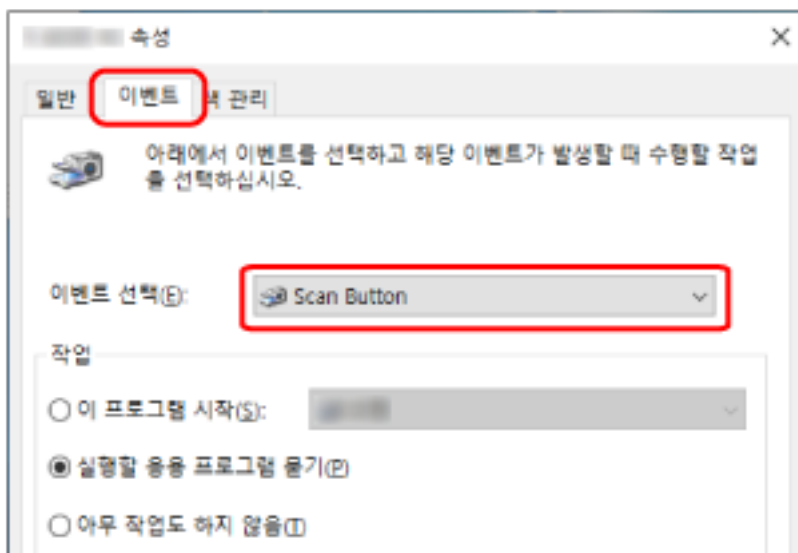 속성
일반 이벤트 색 관리
아래에서 이벤트를 선택하고 해당 이벤트가 발생할 때 수행할 작업
를 선택하십시오.
이벤트 선택(E): Scan Button
작업
이 프로그램 시작(S):
실행할 응용 프로그램 묻기(P)
아무 작업도 하지 않음(T)